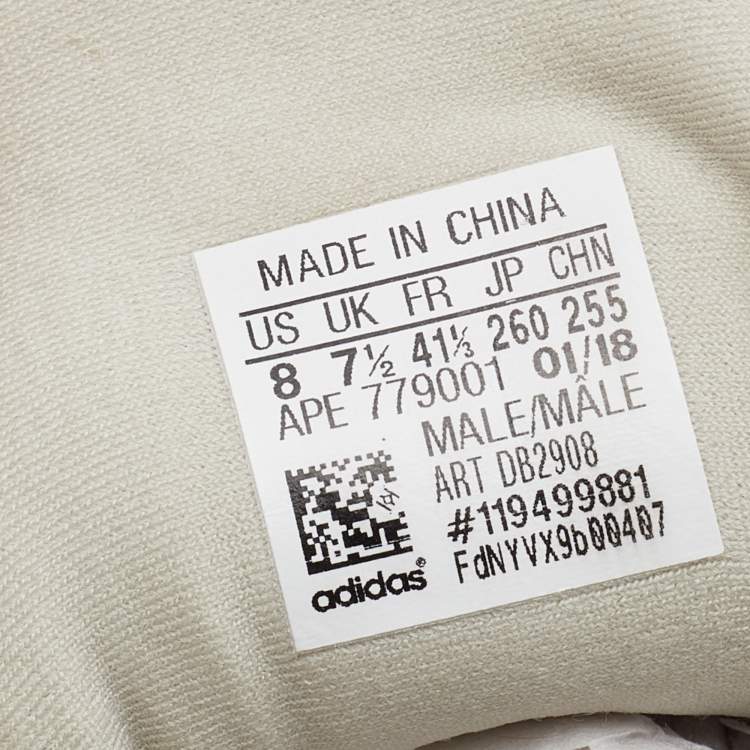 MADE IN CHINA
US UK FR JP CHN
8 7½ 41⅓ 260 255
APE 779001 01/18
MALE/MÂLE
ART DB2908
#119499881
FdNYVX9b00407
adidas®